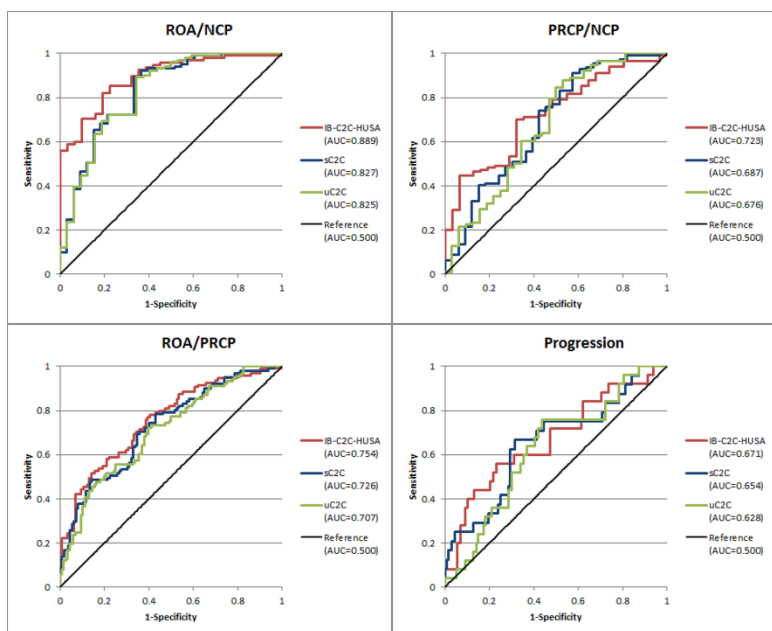 ROA/NCP
1
0.8
0.6
0.4
0.2
0
Sensitivity
0 0.2 0.4 0.6 0.8 1
1-Specificity
IB-C2C-HUSA
(AUC=0.889)
sC2C
(AUC=0.827)
uC2C
(AUC=0.825)
Reference
(AUC=0.500)
PRCP/NCP
1
0.8
0.6
0.4
0.2
0
Sensitivity
0 0.2 0.4 0.6 0.8 1
1-Specificity
IB-C2C-HUSA
(AUC=0.723)
sC2C
(AUC=0.687)
uC2C
(AUC=0.676)
Reference
(AUC=0.500)
ROA/PRCP
1
0.8
0.6
0.4
0.2
0
Sensitivity
0 0.2 0.4 0.6 0.8 1
1-Specificity
IB-C2C-HUSA
(AUC=0.754)
sC2C
(AUC=0.726)
uC2C
(AUC=0.707)
Reference
(AUC=0.500)
Progression
1
0.8
0.6
0.4
0.2
0
Sensitivity
0 0.2 0.4 0.6 0.8 1
1-Specificity
IB-C2C-HUSA
(AUC=0.671)
sC2C
(AUC=0.654)
uC2C
(AUC=0.628)
Reference
(AUC=0.500)